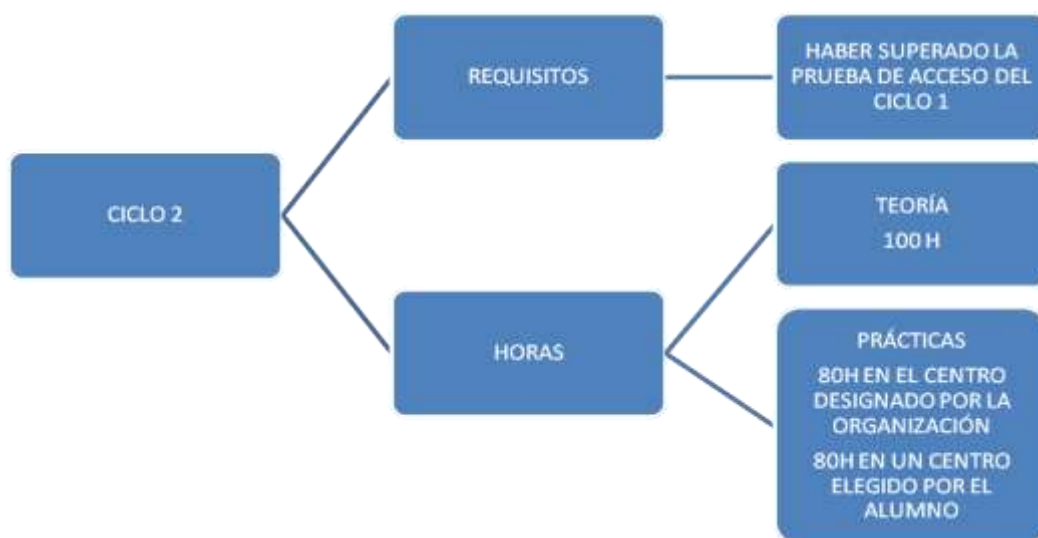 CICLO 2
REQUISITOS
HABER SUPERADO LA
PRUEBA DE ACCESO DEL
CICLO 1
HORAS
TEORÍA
100 H
PRÁCTICAS
80H EN EL CENTRO
DESIGNADO POR LA
ORGANIZACIÓN
80H EN UN CENTRO
ELEGIDO POR EL
ALUMNO